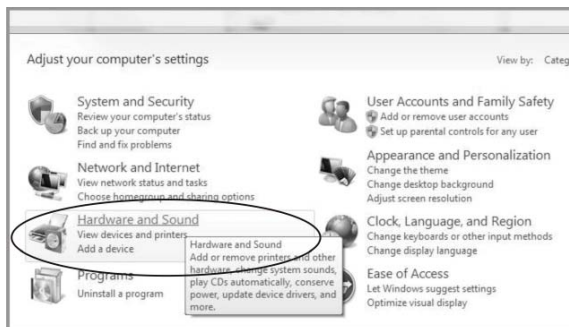 Adjust your computer's settings
View by: Categ
System and Security
Review your computer's status
Back up your computer
Find and fix problems
Network and Internet
View network status and tasks
Choose homegroup and sharing options
Hardware and Sound
View devices and printers
Add a device
Hardware and Sound
Add or remove printers and other
hardware, change system sounds,
play CDs automatically, conserve
power, update device drivers, and
more.
Programs
Uninstall a program
User Accounts and Family Safety
Add or remove user accounts
Set up parental controls for any user
Appearance and Personalization
Change the theme
Change desktop background
Adjust screen resolution
Clock, Language, and Region
Change keyboards or other input methods
Change display language
Ease of Access
Let Windows suggest settings
Optimize visual display